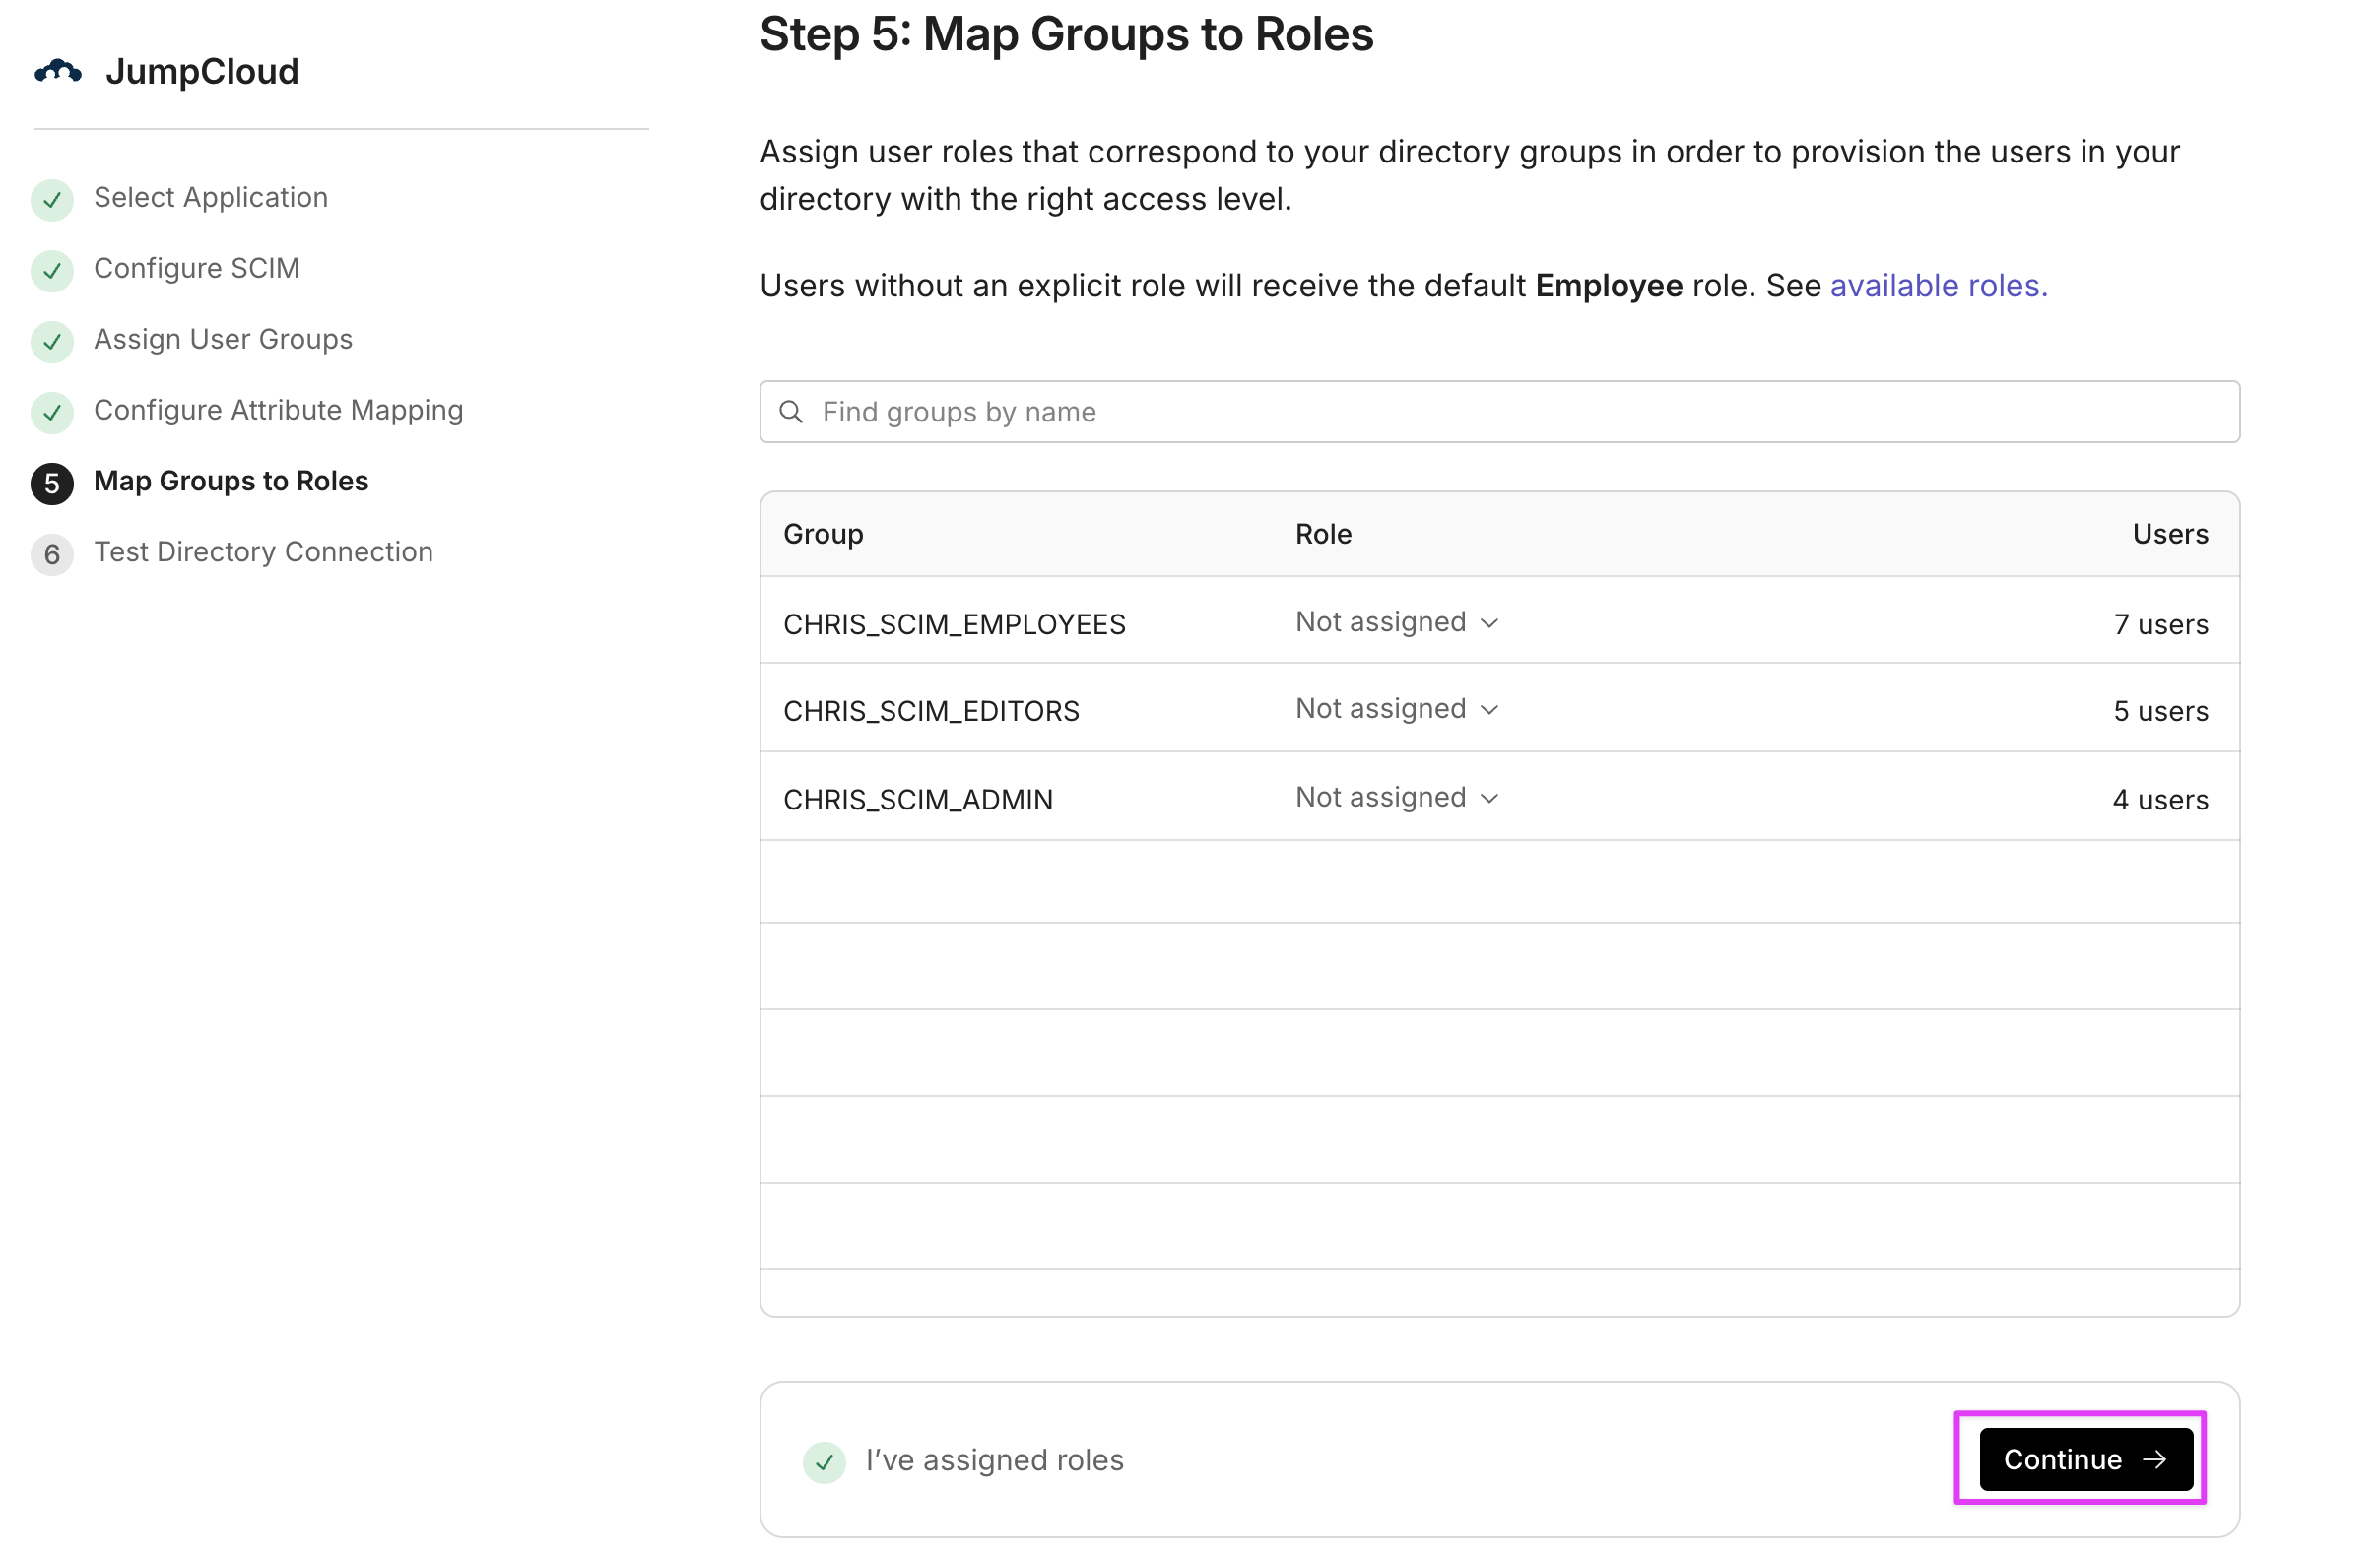 JumpCloud
Select Application
Configure SCIM
Assign User Groups
Configure Attribute Mapping
5 Map Groups to Roles
6 Test Directory Connection
Step 5: Map Groups to Roles
Assign user roles that correspond to your directory groups in order to provision the users in your
directory with the right access level.
Users without an explicit role will receive the default Employee role. See available roles.
Find groups by name
Group Role Users
CHRIS_SCIM_EMPLOYEES Not assigned 7 users
CHRIS_SCIM_EDITORS Not assigned 5 users
CHRIS_SCIM_ADMIN Not assigned 4 users
I’ve assigned roles Continue →